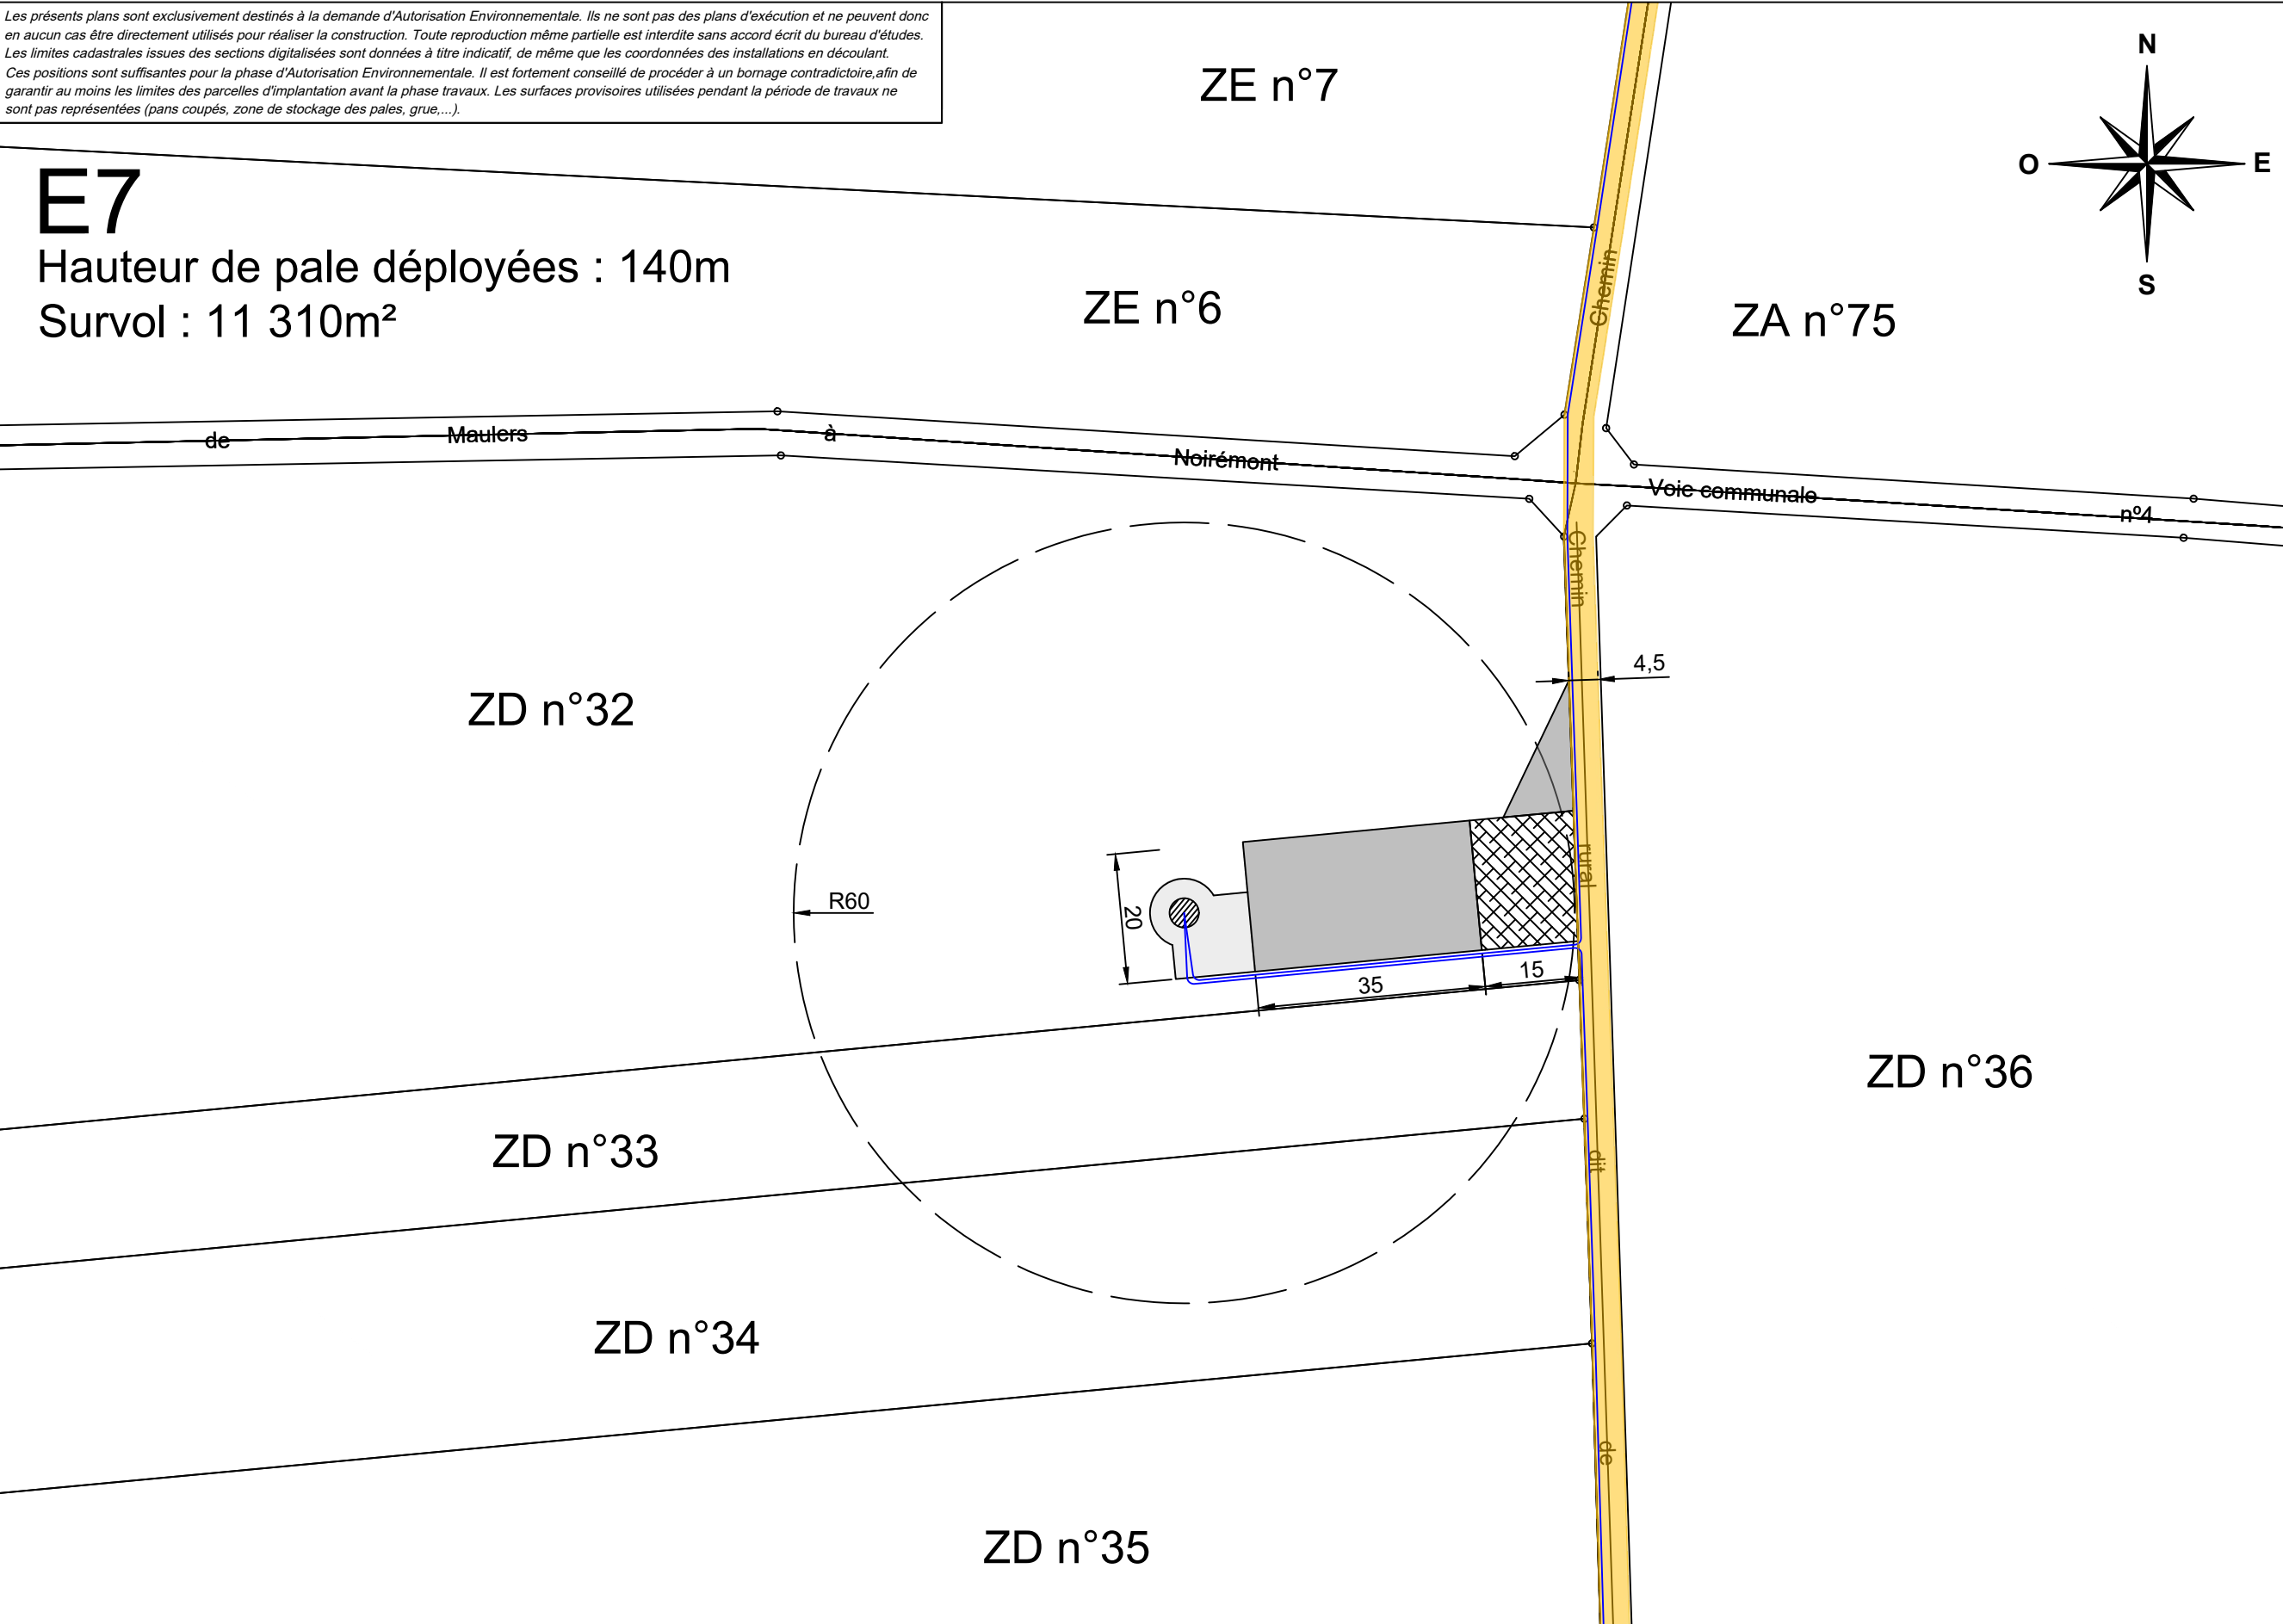 Les présents plans sont exclusivement destinés à la demande d'Autorisation Environnementale. Ils ne sont pas des plans d'exécution et ne peuvent donc
en aucun cas être directement utilisés pour réaliser la construction. Toute reproduction même partielle est interdite sans accord écrit du bureau d'études.
Les limites cadastrales issues des sections digitalisées sont données à titre indicatif, de même que les coordonnées des installations en découlant.
Ces positions sont suffisantes pour la phase d'Autorisation Environnementale. Il est fortement conseillé de procéder à un bornage contradictoire,afin de
garantir au moins les limites des parcelles d'implantation avant la phase travaux. Les surfaces provisoires utilisées pendant la période de travaux ne
sont pas représentées (pans coupés, zone de stockage des pales, grue,...).
N
O
E
S
ZE n°7
E7
Hauteur de pale déployées : 140m
Survol : 11 310m²
ZE n°6
Chemin
ZA n°75
de Maulers à Noirémont
Voie communale n°4
Chemin
4,5
ZD n°32
rural
R60
20
35
15
ZD n°36
ZD n°33
dit
ZD n°34
de
ZD n°35